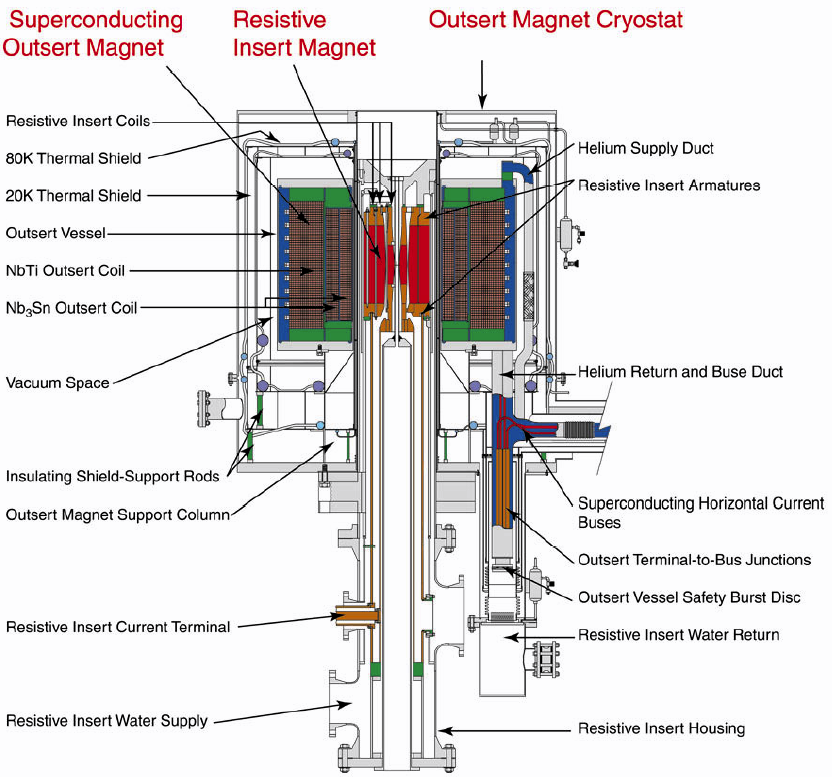 Superconducting
Outsert Magnet
Resistive
Insert Magnet
Outsert Magnet Cryostat
Resistive Insert Coils
80K Thermal Shield
20K Thermal Shield
Outsert Vessel
NbTi Outsert Coil
Nb3Sn Outsert Coil
Vacuum Space
Insulating Shield-Support Rods
Outsert Magnet Support Column
Resistive Insert Current Terminal
Resistive Insert Water Supply
Helium Supply Duct
Resistive Insert Armatures
Helium Return and Buse Duct
Superconducting Horizontal Current
Buses
Outsert Terminal-to-Bus Junctions
Outsert Vessel Safety Burst Disc
Resistive Insert Water Return
Resistive Insert Housing